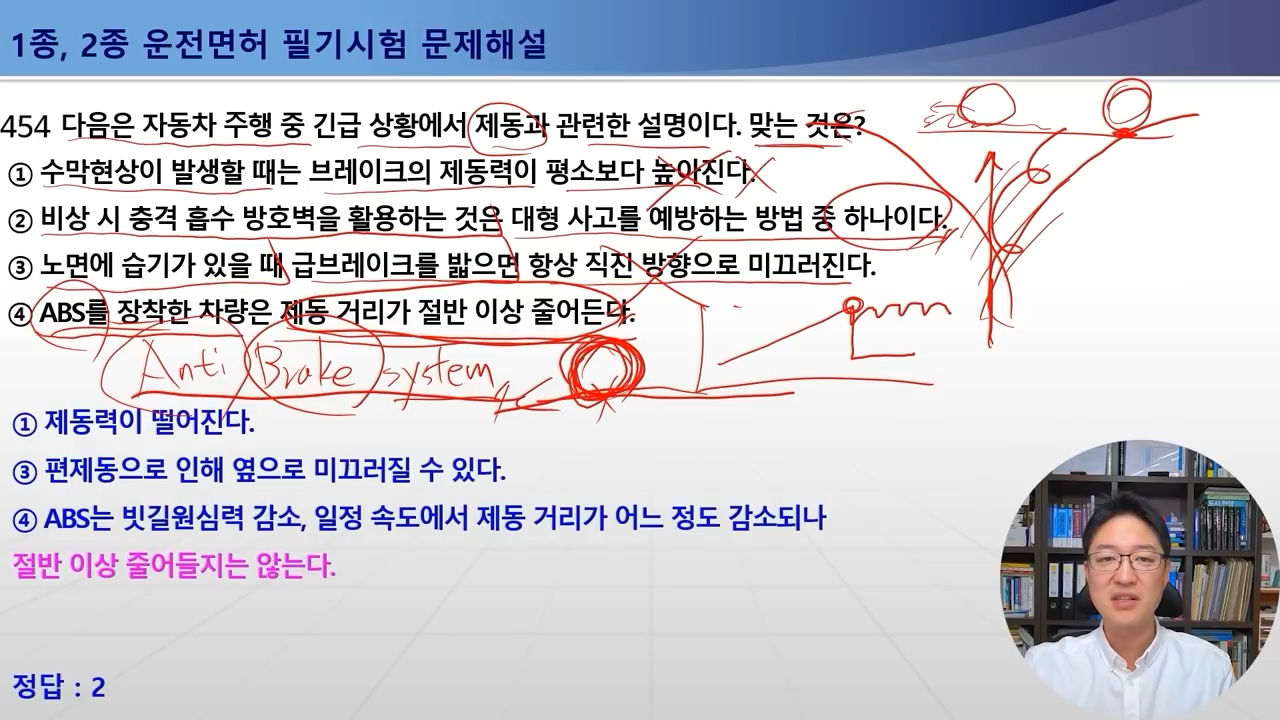 1종, 2종 운전면허 필기시험 문제해설
454 다음은 자동차 주행 중 긴급 상황에서 제동과 관련한 설명이다. 맞는 것은?
① 수막현상이 발생할 때는 브레이크의 제동력이 평소보다 높아진다.
② 비상 시 충격 흡수 방호벽을 활용하는 것은 대형 사고를 예방하는 방법 중 하나이다.
③ 노면에 습기가 있을 때 급브레이크를 밟으면 항상 직진 방향으로 미끄러진다.
④ ABS를 장착한 차량은 제동 거리가 절반 이상 줄어든다.
Anti Brake system
① 제동력이 떨어진다.
③ 편제동으로 인해 옆으로 미끄러질 수 있다.
④ ABS는 빗길원심력 감소, 일정 속도에서 제동 거리가 어느 정도 감소되나
절반 이상 줄어들지는 않는다.
정답 : 2